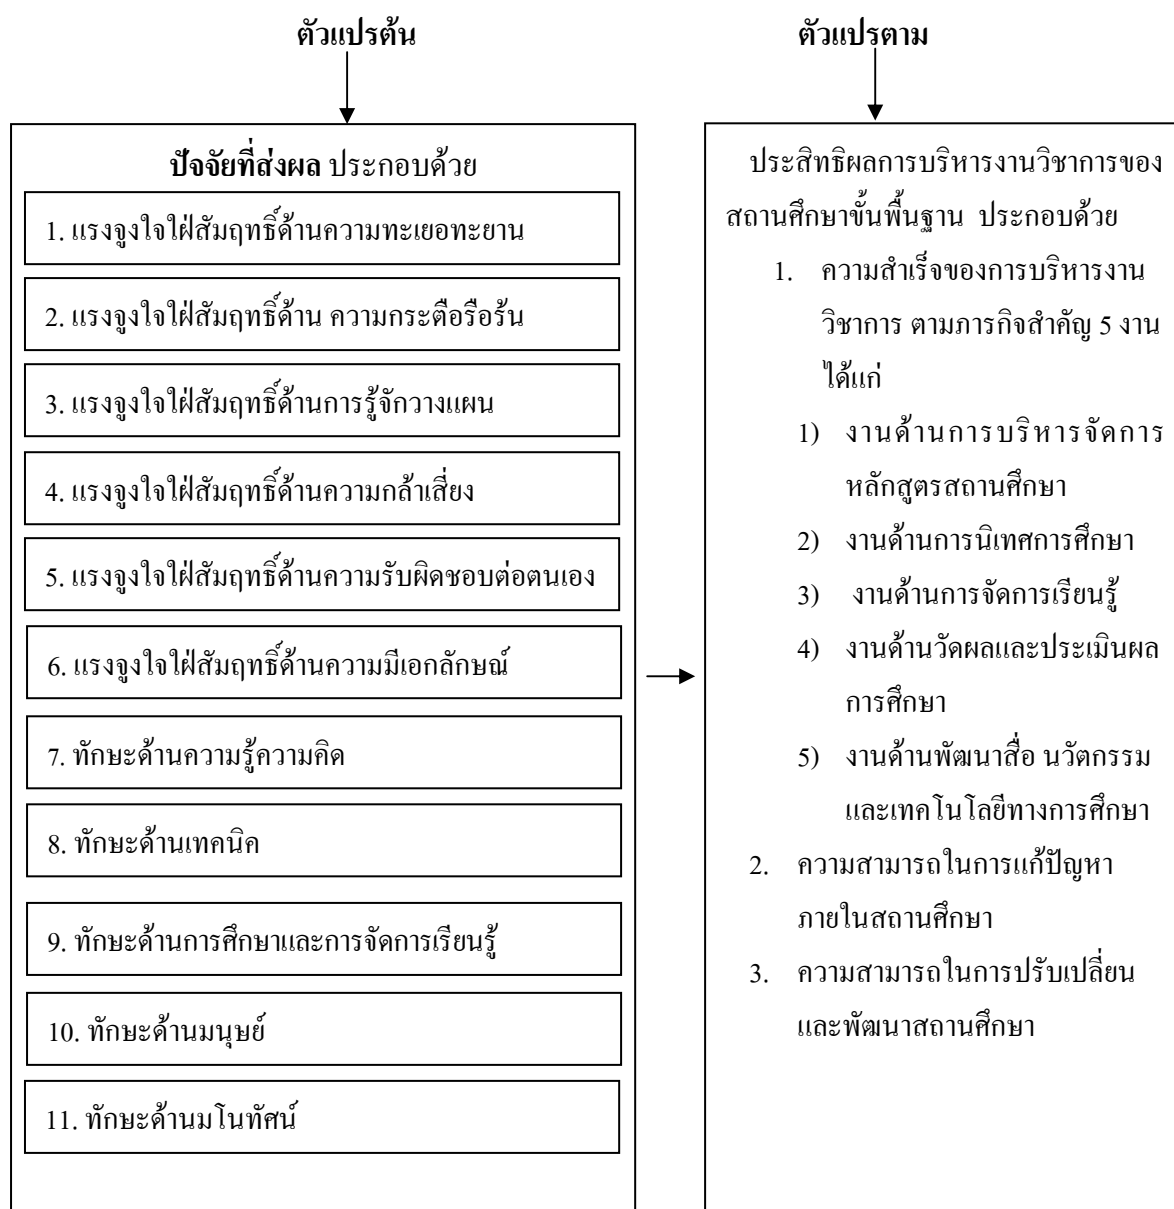 ตัวแปรต้น
ตัวแปรตาม
ปัจจัยที่ส่งผล ประกอบด้วย
1. แรงจูงใจใฝ่สัมฤทธิ์ด้านความทะเยอทะยาน
2. แรงจูงใจใฝ่สัมฤทธิ์ด้าน ความกระตือรือร้น
3. แรงจูงใจใฝ่สัมฤทธิ์ด้านการรู้จักวางแผน
4. แรงจูงใจใฝ่สัมฤทธิ์ด้านความกล้าเสี่ยง
5. แรงจูงใจใฝ่สัมฤทธิ์ด้านความรับผิดชอบต่อตนเอง
6. แรงจูงใจใฝ่สัมฤทธิ์ด้านความมีเอกลักษณ์
7. ทักษะด้านความรู้ความคิด
8. ทักษะด้านเทคนิค
9. ทักษะด้านการศึกษาและการจัดการเรียนรู้
10. ทักษะด้านมนุษย์
11. ทักษะด้านมโนทัศน์
ประสิทธิผลการบริหารงานวิชาการของ
สถานศึกษาขั้นพื้นฐาน ประกอบด้วย
1. ความสำเร็จของการบริหารงาน
วิชาการ ตามภารกิจสำคัญ 5 งาน
ได้แก่
1) งานด้านการบริหารจัดการ
หลักสูตรสถานศึกษา
2) งานด้านการนิเทศการศึกษา
3) งานด้านการจัดการเรียนรู้
4) งานด้านวัดผลและประเมินผล
การศึกษา
5) งานด้านพัฒนาสื่อ นวัตกรรม
และเทคโนโลยีทางการศึกษา
2. ความสามารถในการแก้ปัญหา
ภายในสถานศึกษา
3. ความสามารถในการปรับเปลี่ยน
และพัฒนาสถานศึกษา